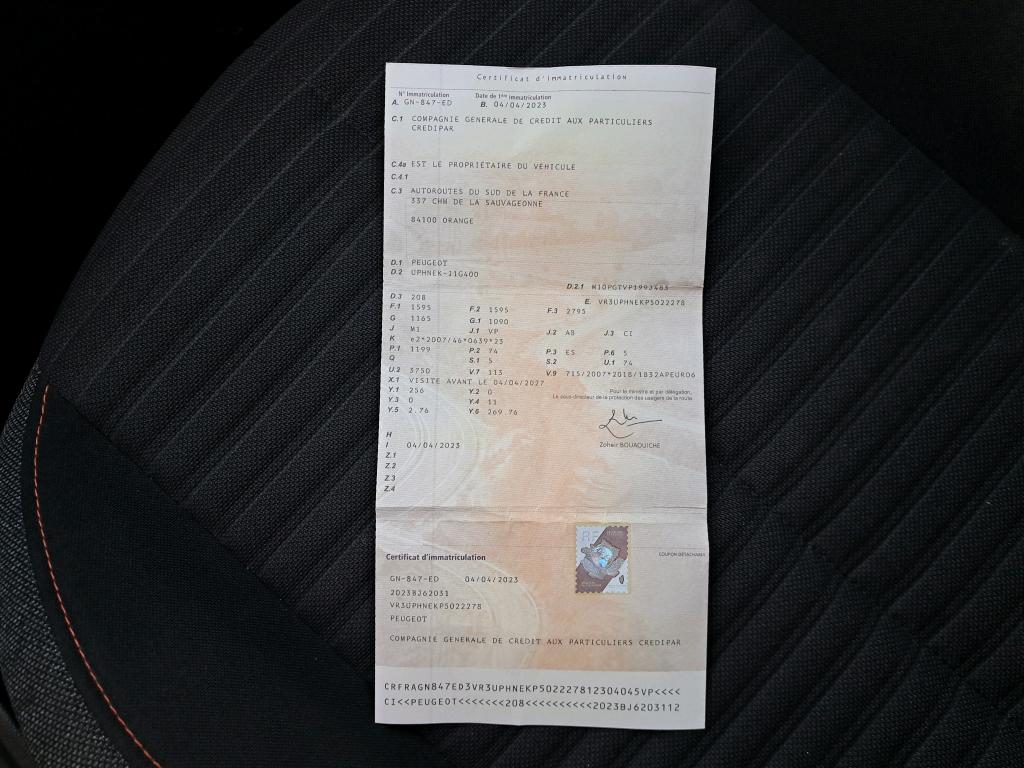 Certificat d'immatriculation
N° Immatriculation Date de 1ère immatriculation
A. GN-847-ED B. 04/04/2023
C.1 COMPAGNIE GENERALE DE CREDIT AUX PARTICULIERS
CREDIPAR
C.4a EST LE PROPRIÉTAIRE DU VEHICULE
C.4.1
C.3 AUTOROUTES DU SUD DE LA FRANCE
337 CHM DE LA SAUVAGEONNE
84100 ORANGE
D.1 PEUGEOT
D.2 UPHNEK-J1G400
D.2.1 M10PGTVP199J483
D.3 208 E. VR3UPHNEKP5022278
F.1 1595 F.2 1595 F.3 2795
G 1165 G.1 1090
J M1 J.1 VP J.2 AB J.3 CI
K e2*2007/46*0639*23
P.1 1199 P.2 74 P.3 ES P.6 5
Q S.1 5 S.2 U.1 74
U.2 3750 V.7 113 V.9 715/2007*2018/1832APEURO6
X.1 VISITE AVANT LE 04/04/2027
Y.1 256 Y.2 0 Pour le ministre et par délégation,
Y.3 0 Y.4 11 Le sous-directeur de la protection des usagers de la route
Y.5 2.76 Y.6 269.76
H
I 04/04/2023 Zoheir BOUAOUICHE
Z.1
Z.2
Z.3
Z.4
Certificat d'immatriculation COUPON DÉTACHABLE
GN-847-ED 04/04/2023
2023BJ62031
VR3UPHNEKP5022278
PEUGEOT
COMPAGNIE GENERALE DE CREDIT AUX PARTICULIERS CREDIPAR
CRFRAGN847ED3VR3UPHNEKP502227812304045VP<<<<
CI<<PEUGEOT<<<<<<<208<<<<<<<<<<2023BJ6203112